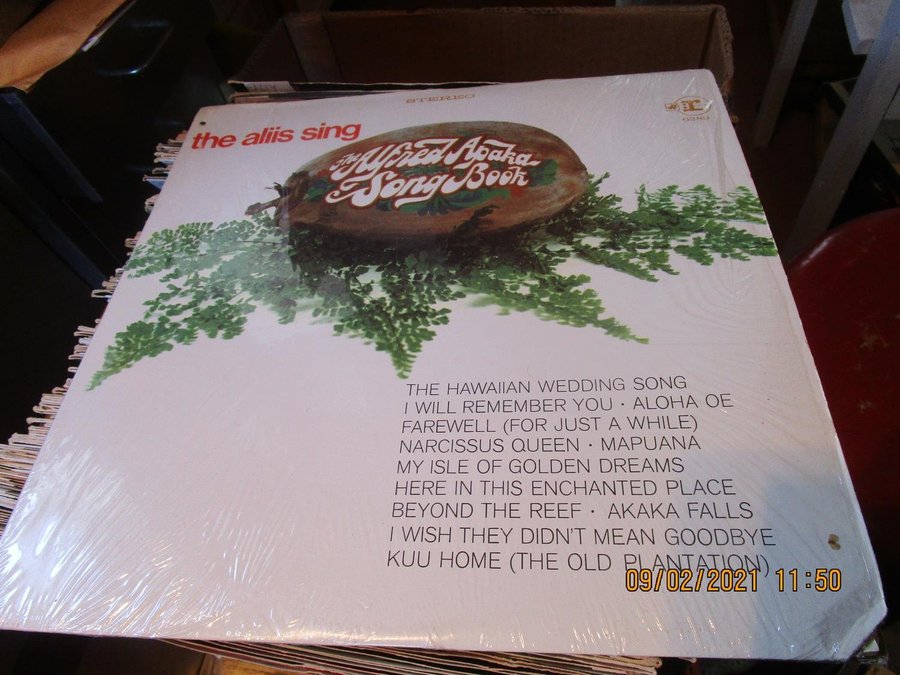 STEREO
6280
the aliis sing
The Alfred Apaka
Song Book
THE HAWAIIAN WEDDING SONG
I WILL REMEMBER YOU · ALOHA OE
FAREWELL (FOR JUST A WHILE)
NARCISSUS QUEEN · MAPUANA
MY ISLE OF GOLDEN DREAMS
HERE IN THIS ENCHANTED PLACE
BEYOND THE REEF · AKAKA FALLS
I WISH THEY DIDN'T MEAN GOODBYE
KUU HOME (THE OLD PLANTATION)
09/02/2021 11:50